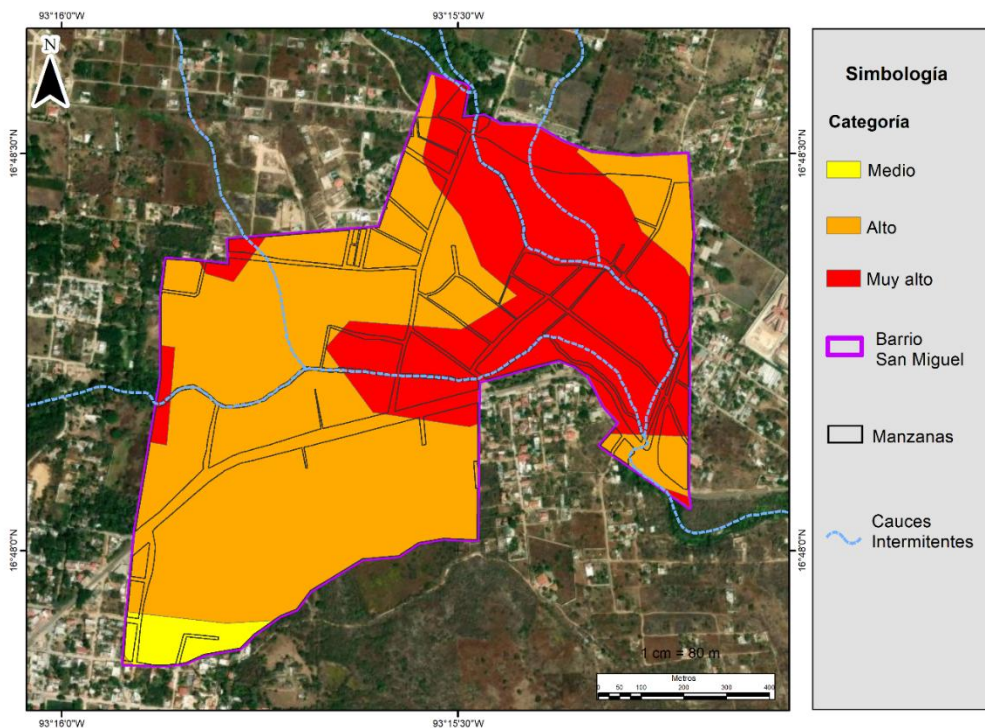 93°16'0"W
93°15'30"W
N
16°48'30"N
16°48'30"N
16°48'0"N
16°48'0"N
1 cm = 80 m
Metros
0 50 100 200 300 400
93°16'0"W
93°15'30"W
Simbología
Categoría
Medio
Alto
Muy alto
Barrio
San Miguel
Manzanas
Cauces
Intermitentes